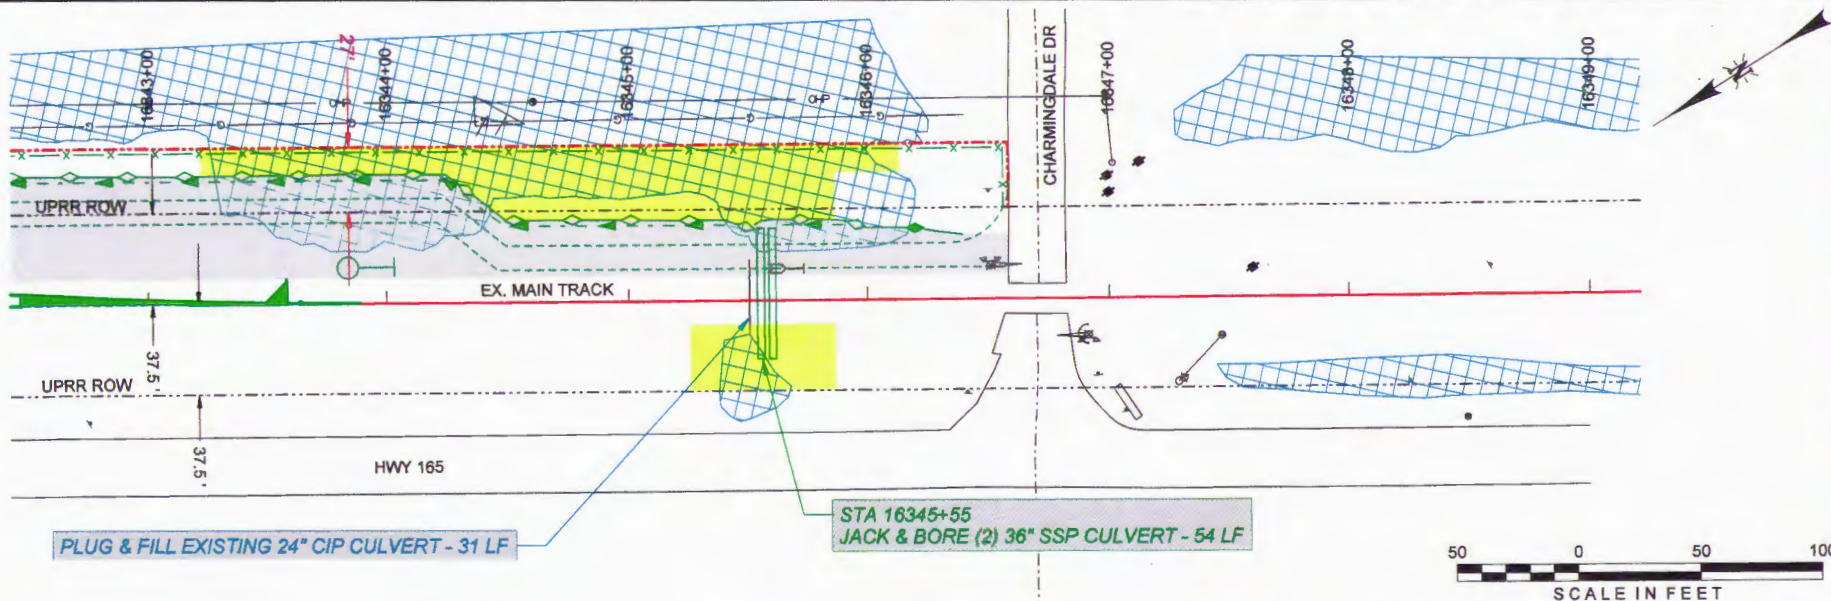 16343+00
27'
16344+00
16345+00
16346+00
CHARMINGDALE DR
16347+00
16348+00
16349+00
N
UPRR ROW
EX. MAIN TRACK
37.5'
UPRR ROW
37.5'
HWY 165
STA 16345+55
JACK & BORE (2) 36" SSP CULVERT - 54 LF
PLUG & FILL EXISTING 24" CIP CULVERT - 31 LF
50 0 50 100
SCALE IN FEET